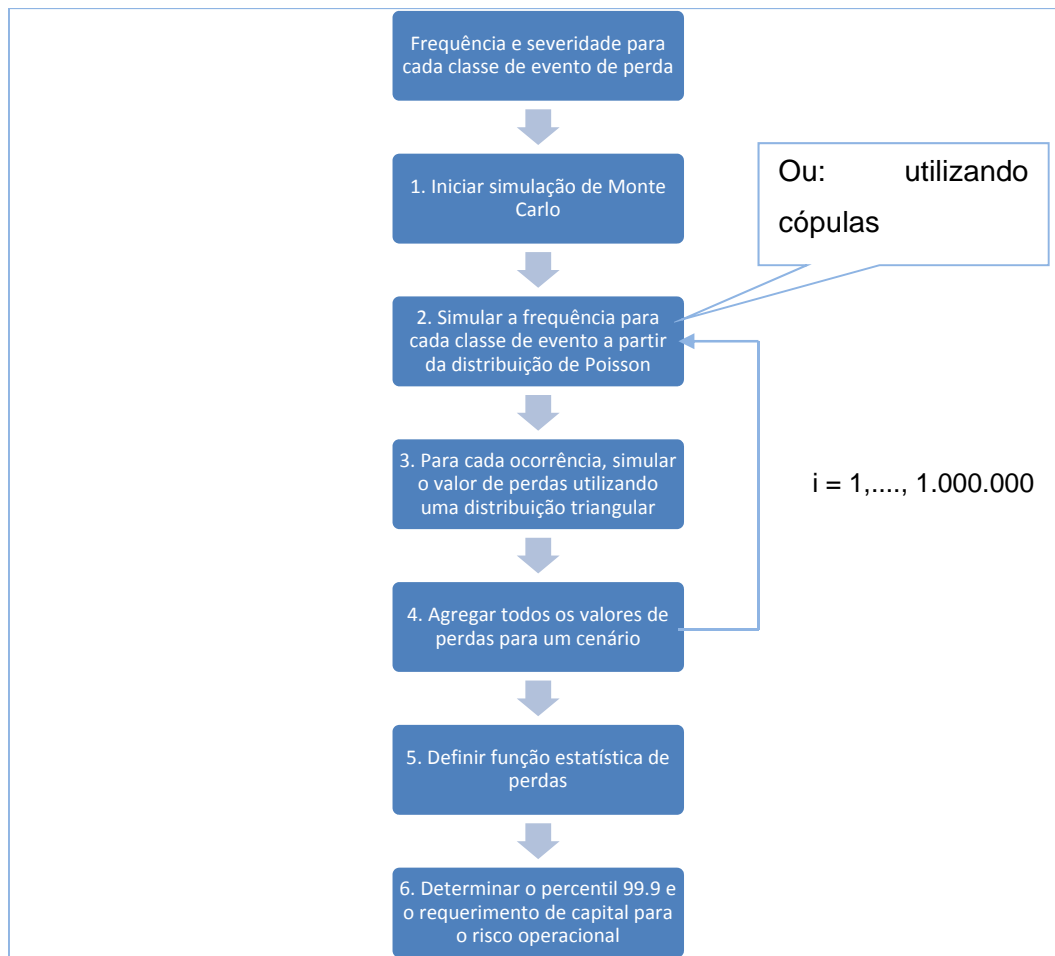 Frequência e severidade para
cada classe de evento de perda
1. Iniciar simulação de Monte
Carlo
Ou: utilizando
cópulas
2. Simular a frequência para
cada classe de evento a partir
da distribuição de Poisson
3. Para cada ocorrência, simular
o valor de perdas utilizando
uma distribuição triangular
i = 1,...., 1.000.000
4. Agregar todos os valores de
perdas para um cenário
5. Definir função estatística de
perdas
6. Determinar o percentil 99.9 e
o requerimento de capital para
o risco operacional